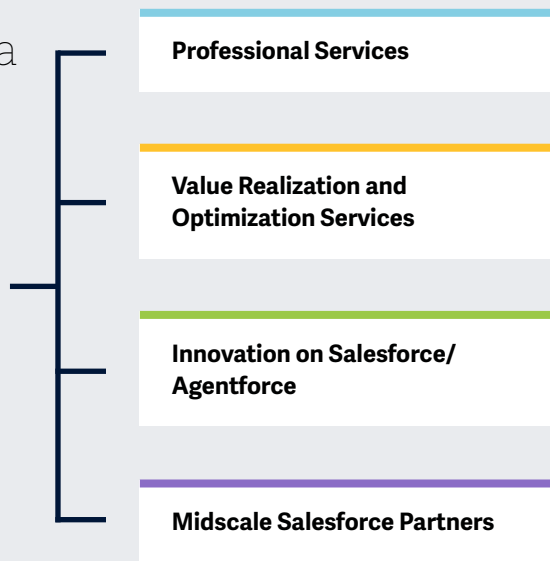 a
Professional Services
Value Realization and
Optimization Services
Innovation on Salesforce/
Agentforce
Midscale Salesforce Partners